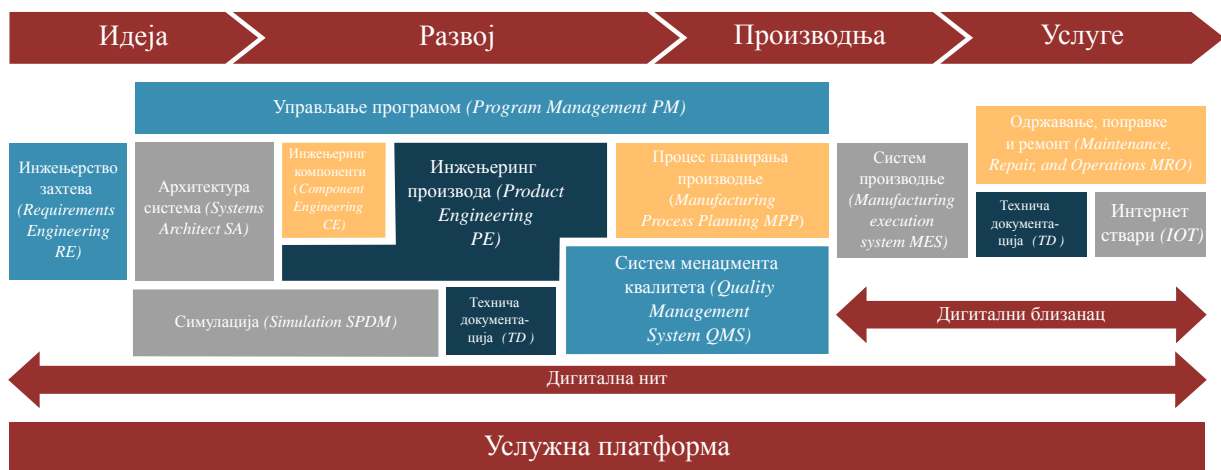 Идеја
Развој
Производња
Услуге
Управљање програмом (Program Management PM)
Инжењерство
захтева
(Requirements
Engineering
RE)
Архитектура
система (Systems
Architect SA)
Инжењеринг
компоненти
(Component
Engineering
CE)
Инжењеринг
производа (Product
Engineering
PE)
Процес планирања
производње
(Manufacturing
Process Planning MPP)
Систем
производње
(Manufacturing
execution
system MES)
Одржавање, поправке
и ремонт (Maintenance,
Repair, and Operations MRO)
Технича
документа-
ција (TD)
Интернет
ствари (IOT)
Симулација (Simulation SPDM)
Технича
документа-
ција (TD)
Систем менаџмента
квалитета (Quality
Management
System QMS)
Дигитални близанац
Дигитална нит
Услужна платформа